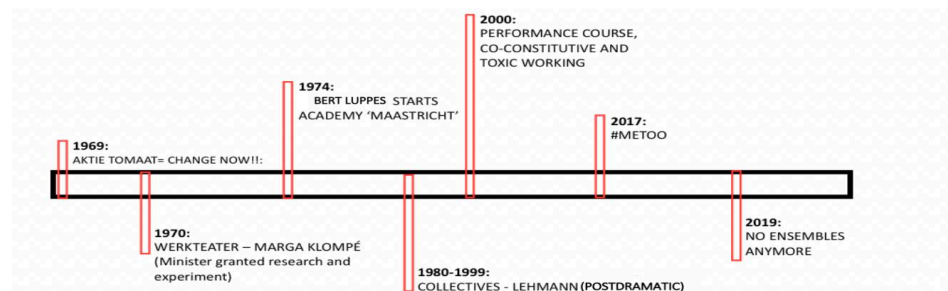 1969:
AKTIE TOMAAT= CHANGE NOW!!:
1970:
WERKTEATER – MARGA KLOMPÉ
(Minister granted research and
experiment)
1974:
BERT LUPPES STARTS
ACADEMY ‘MAASTRICHT’
1980-1999:
COLLECTIVES - LEHMANN (POSTDRAMATIC)
2000:
PERFORMANCE COURSE,
CO-CONSTITUTIVE AND
TOXIC WORKING
2017:
#METOO
2019:
NO ENSEMBLES
ANYMORE